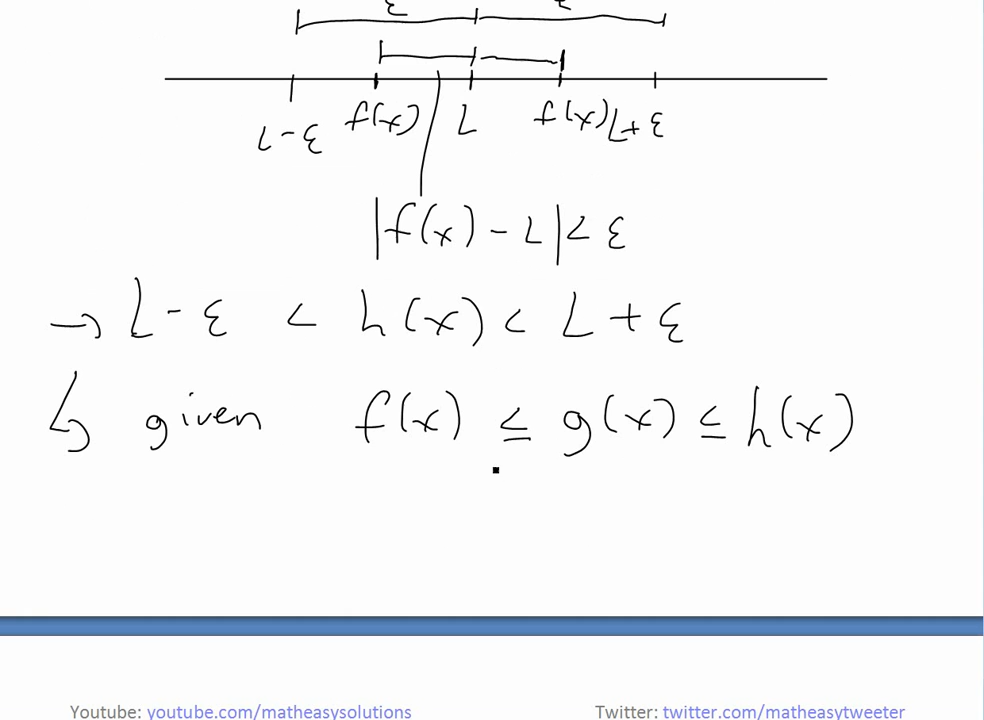 ε ε
L-ε f(x) L f(x) L+ε
|f(x) - L| < ε
→ L-ε < h(x) < L+ε
↳ given f(x) ≤ g(x) ≤ h(x)
Youtube: youtube.com/matheasysolutions Twitter: twitter.com/matheasytweeter